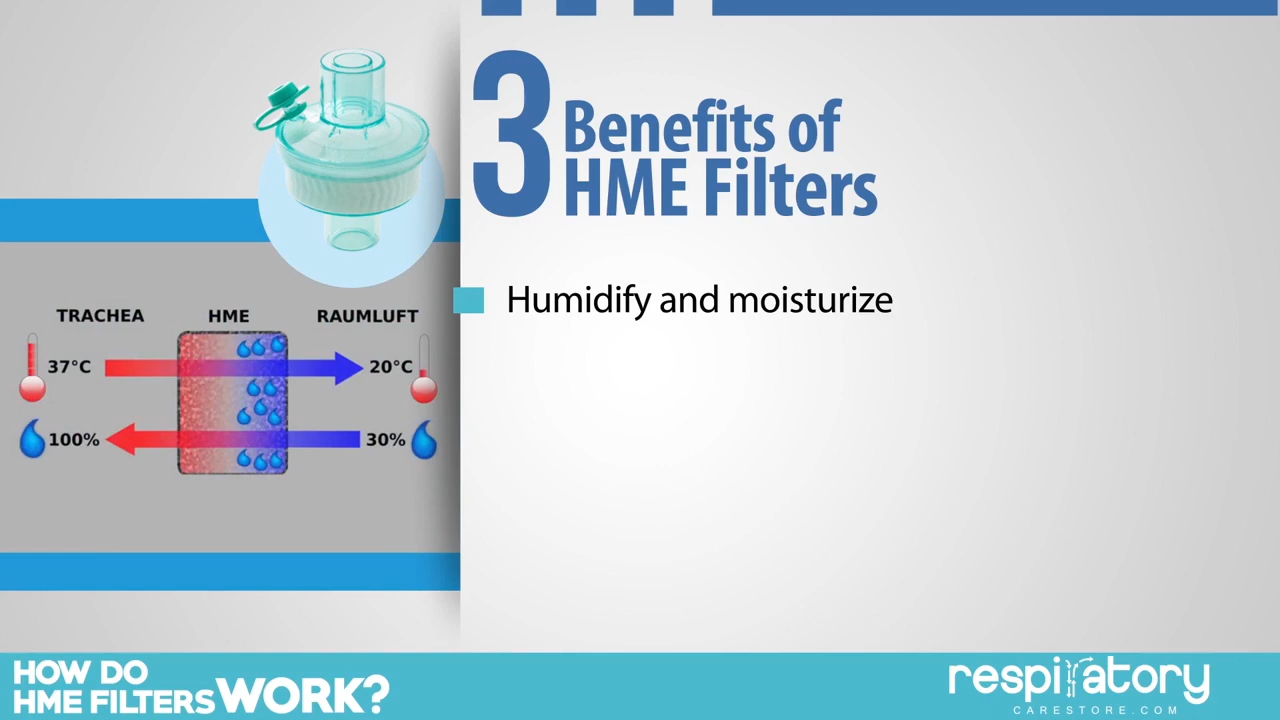 3 Benefits of
HME Filters
Humidify and moisturize
TRACHEA HME RAUMLUFT
37°C 20°C
100% 30%
HOW DO
HME FILTERS WORK?
respiratory
CARESTORE.COM